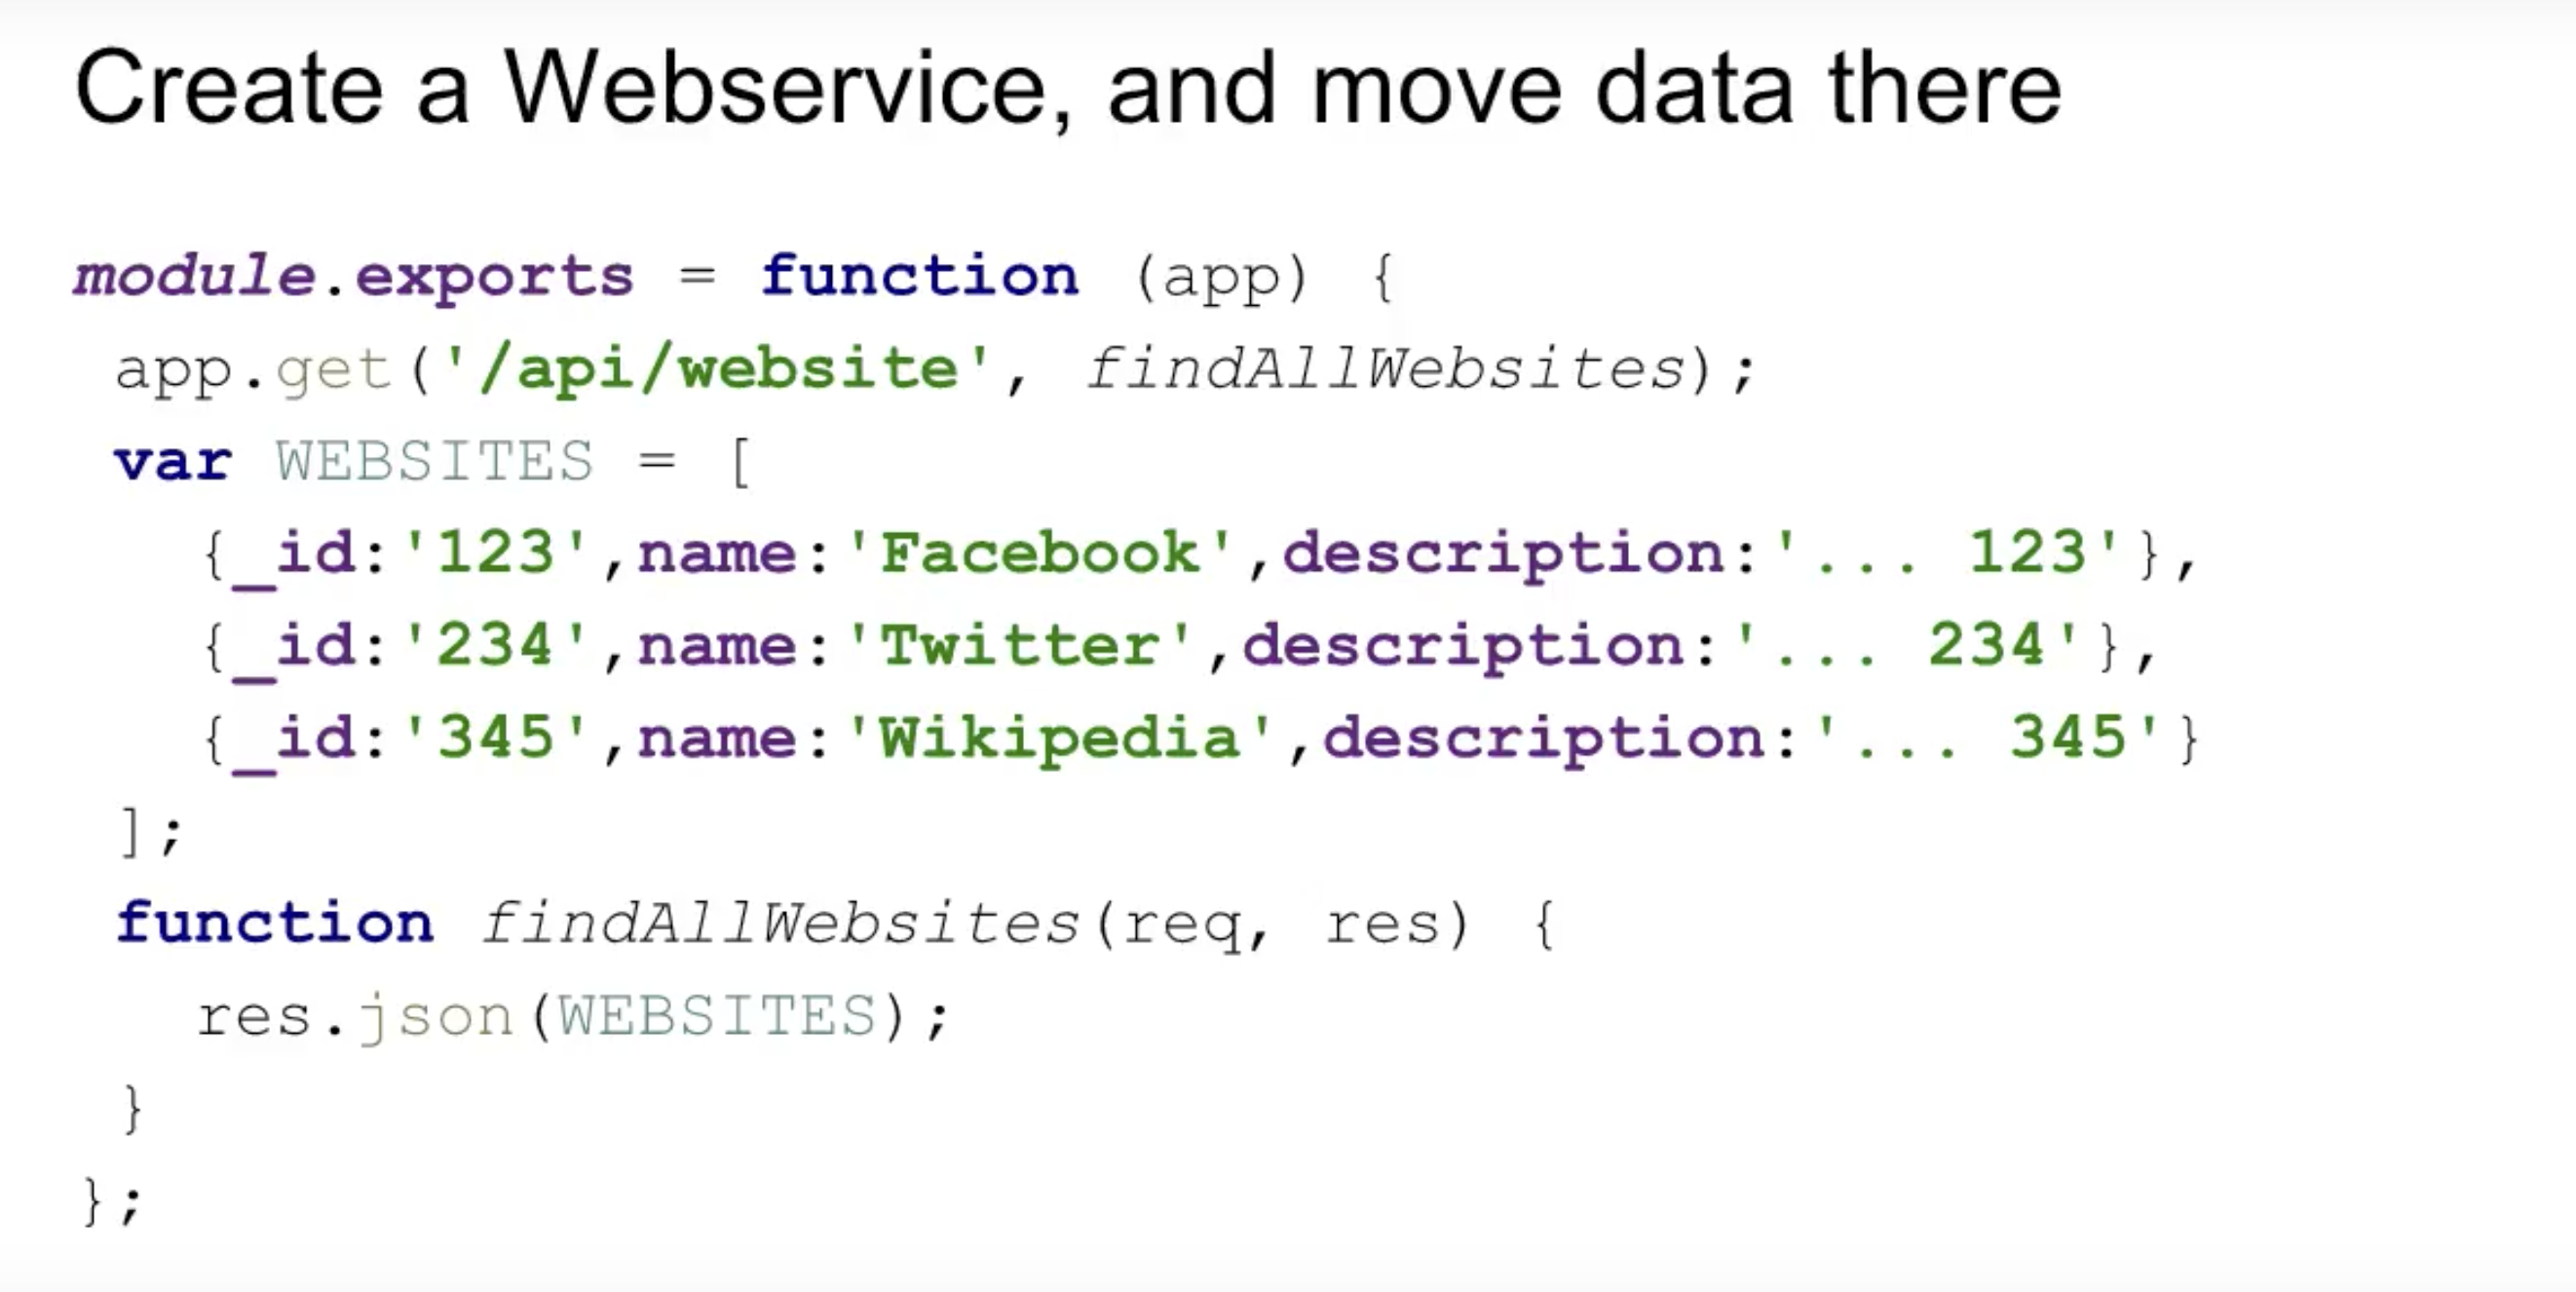 Create a Webservice, and move data there
module.exports = function (app) {
 app.get('/api/website', findAllWebsites);
 var WEBSITES = [
   {_id:'123',name:'Facebook',description:'... 123'},
   {_id:'234',name:'Twitter',description:'... 234'},
   {_id:'345',name:'Wikipedia',description:'... 345'}
 ];
 function findAllWebsites(req, res) {
   res.json(WEBSITES);
 }
};